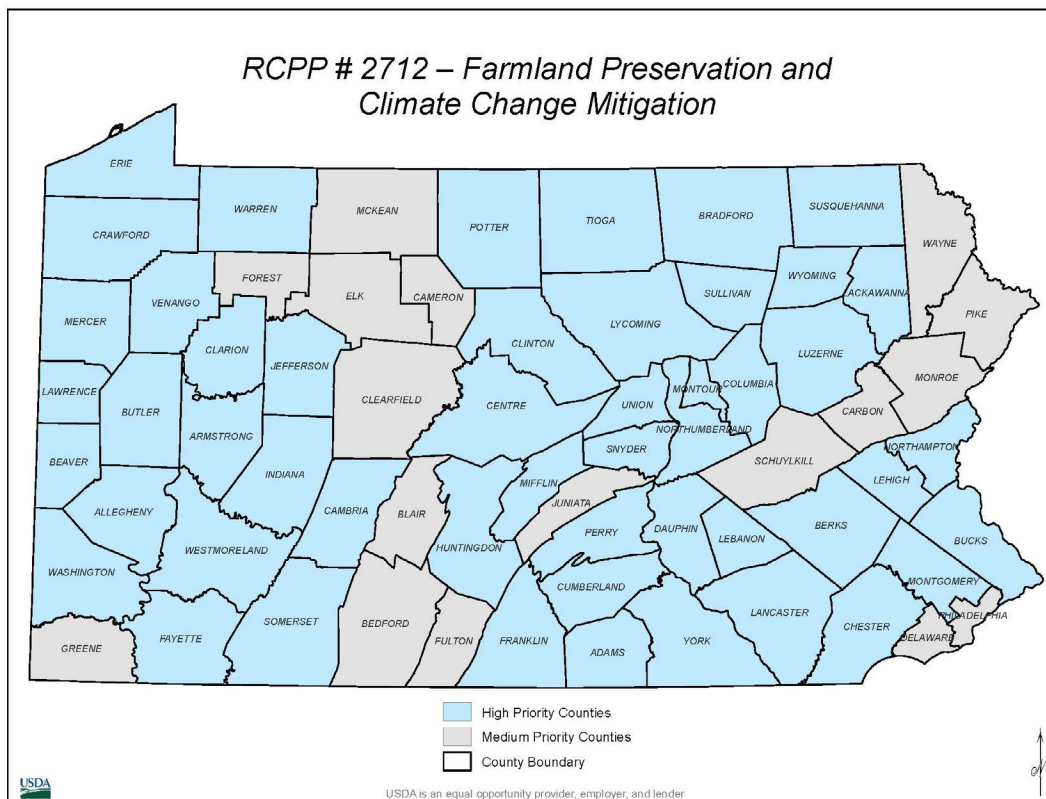 RCPP # 2712 – Farmland Preservation and
Climate Change Mitigation
ERIE
WARREN
MCKEAN
POTTER
TIOGA
BRADFORD
SUSQUEHANNA
WAYNE
CRAWFORD
FOREST
ELK
CAMERON
SULLIVAN
WYOMING
LACKAWANNA
PIKE
VENANGO
MERCER
CLARION
JEFFERSON
CLINTON
LYCOMING
LUZERNE
MONROE
LAWRENCE
BUTLER
CLEARFIELD
CENTRE
UNION
MONTOUR
COLUMBIA
CARBON
ARMSTRONG
NORTHUMBERLAND
BEAVER
INDIANA
SNYDER
SCHUYLKILL
NORTHAMPTON
LEHIGH
ALLEGHENY
CAMBRIA
BLAIR
MIFFLIN
JUNIATA
HUNTINGDON
PERRY
DAUPHIN
LEBANON
BERKS
BUCKS
WASHINGTON
WESTMORELAND
CUMBERLAND
MONTGOMERY
GREENE
FAYETTE
SOMERSET
BEDFORD
FULTON
FRANKLIN
ADAMS
YORK
LANCASTER
CHESTER
DELAWARE
PHILADELPHIA
High Priority Counties
Medium Priority Counties
County Boundary
N
USDA
USDA is an equal opportunity provider, employer, and lender